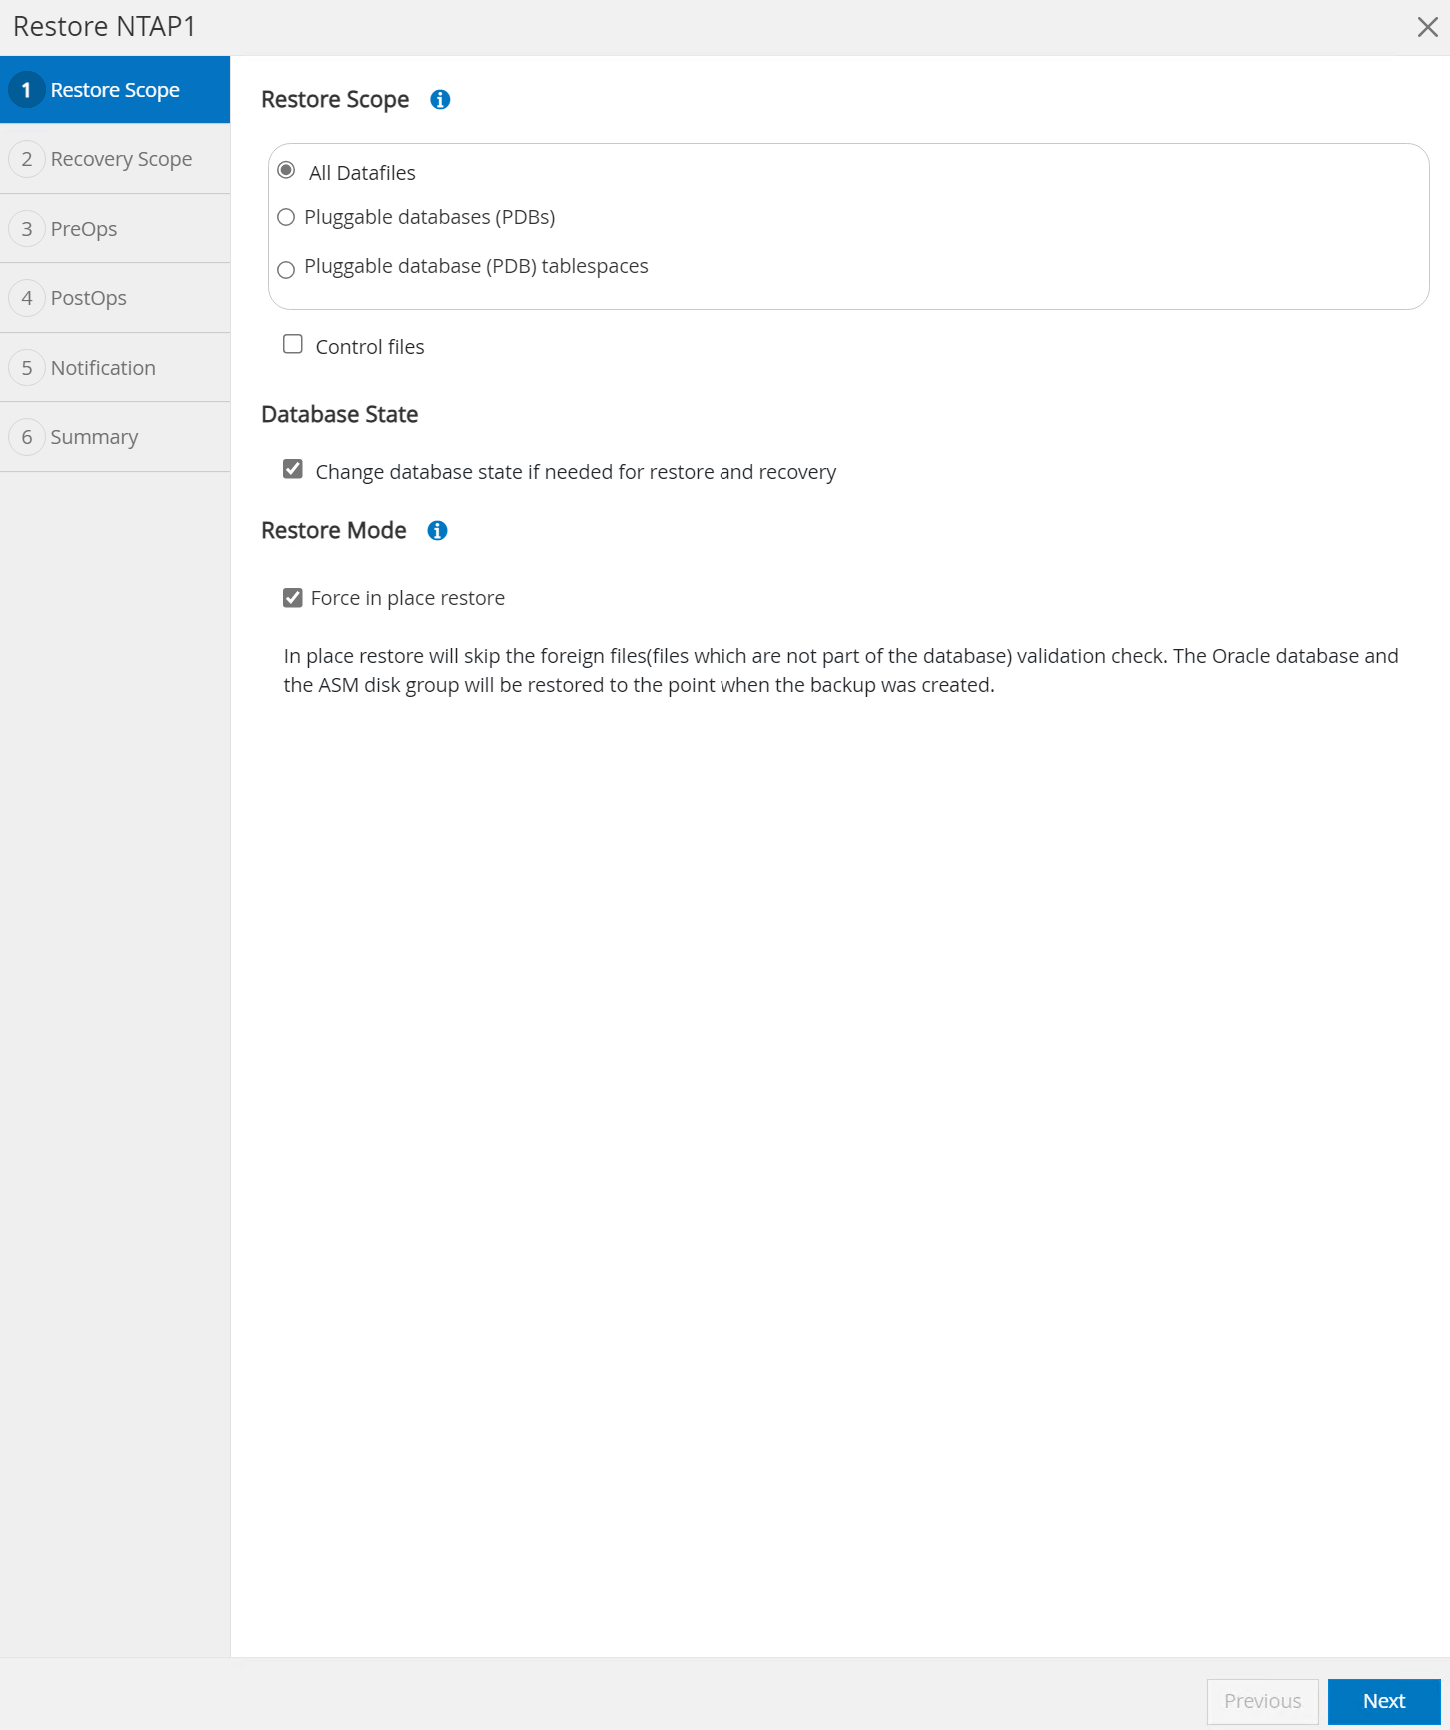 Restore NTAP1
1 Restore Scope
2 Recovery Scope
3 PreOps
4 PostOps
5 Notification
6 Summary
Restore Scope
All Datafiles
Pluggable databases (PDBs)
Pluggable database (PDB) tablespaces
Control files
Database State
Change database state if needed for restore and recovery
Restore Mode
Force in place restore
In place restore will skip the foreign files(files which are not part of the database) validation check. The Oracle database and
the ASM disk group will be restored to the point when the backup was created.
Previous
Next